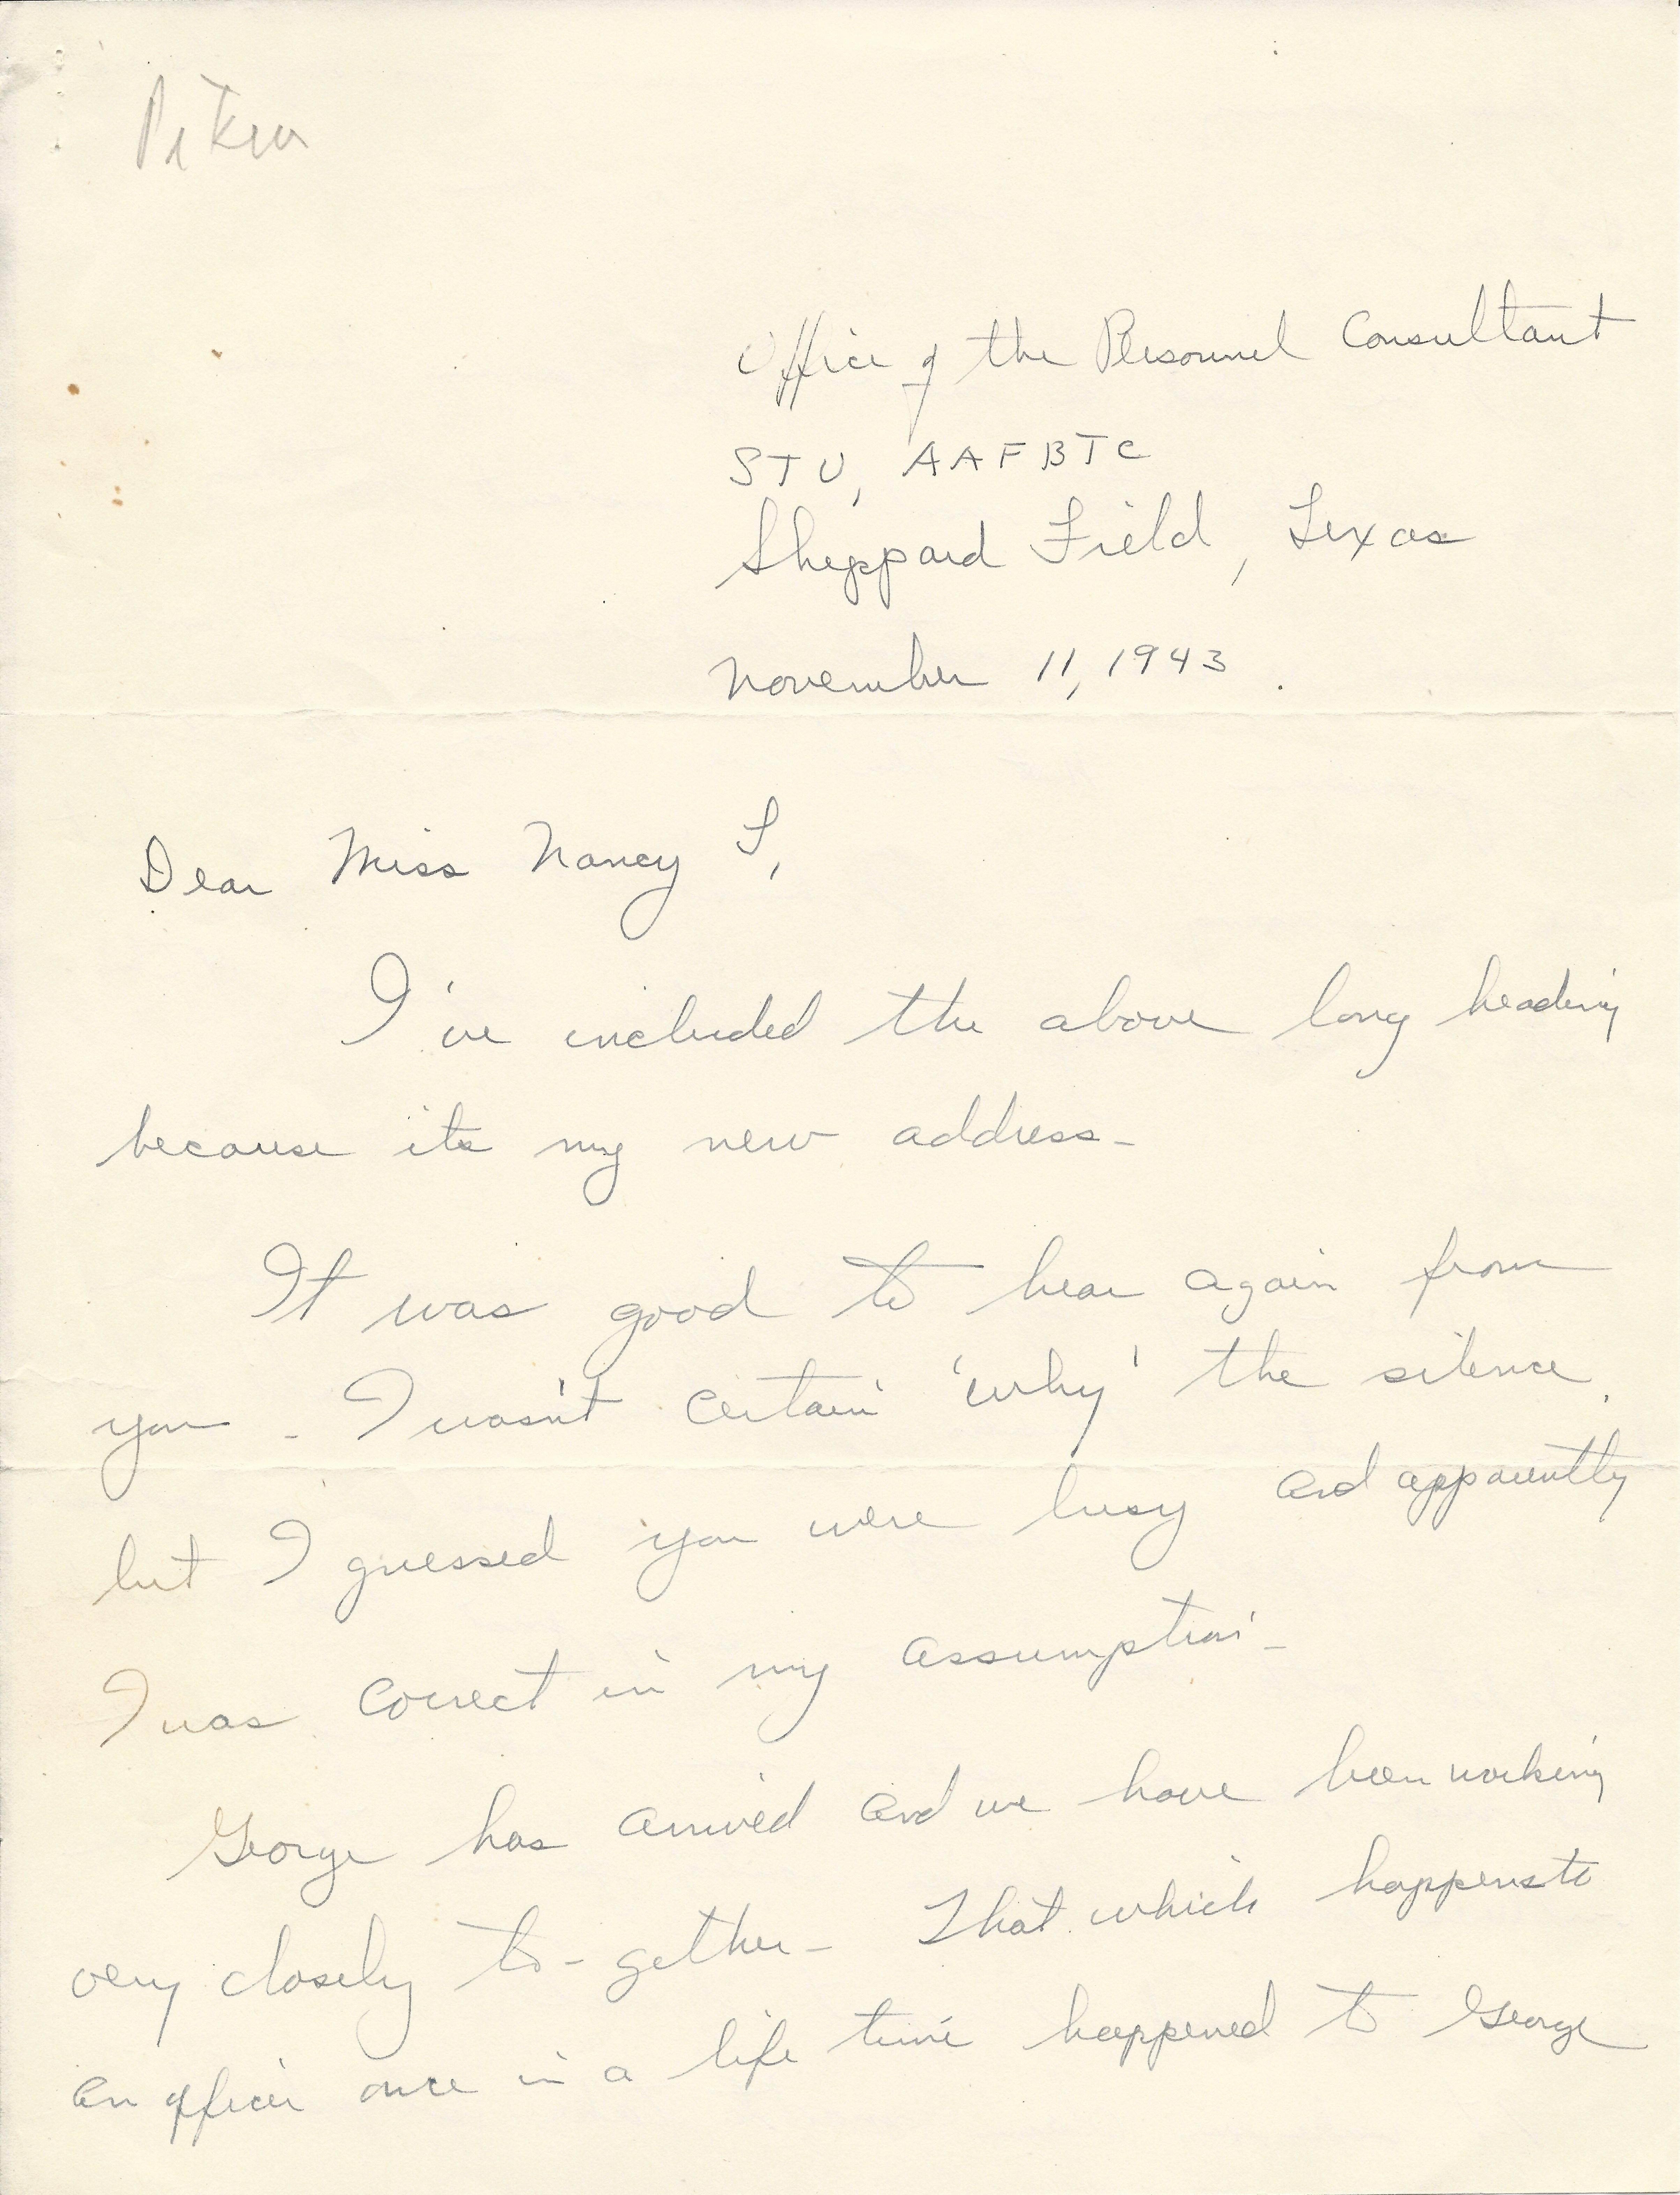 Office of the Personnel Consultant
STU, AAFBTC
Sheppard Field, Texas
November 11, 1943.
Dear Miss Nancy T,
I've included the above long heading
because its my new address-
It was good to hear again from
you - I wasn't certain 'why' the silence,
but I guessed you were busy and apparently
I was correct in my assumption -
George has arrived and we have been working
very closely to-gether - That which happens to
an officer once in a life time happened to George